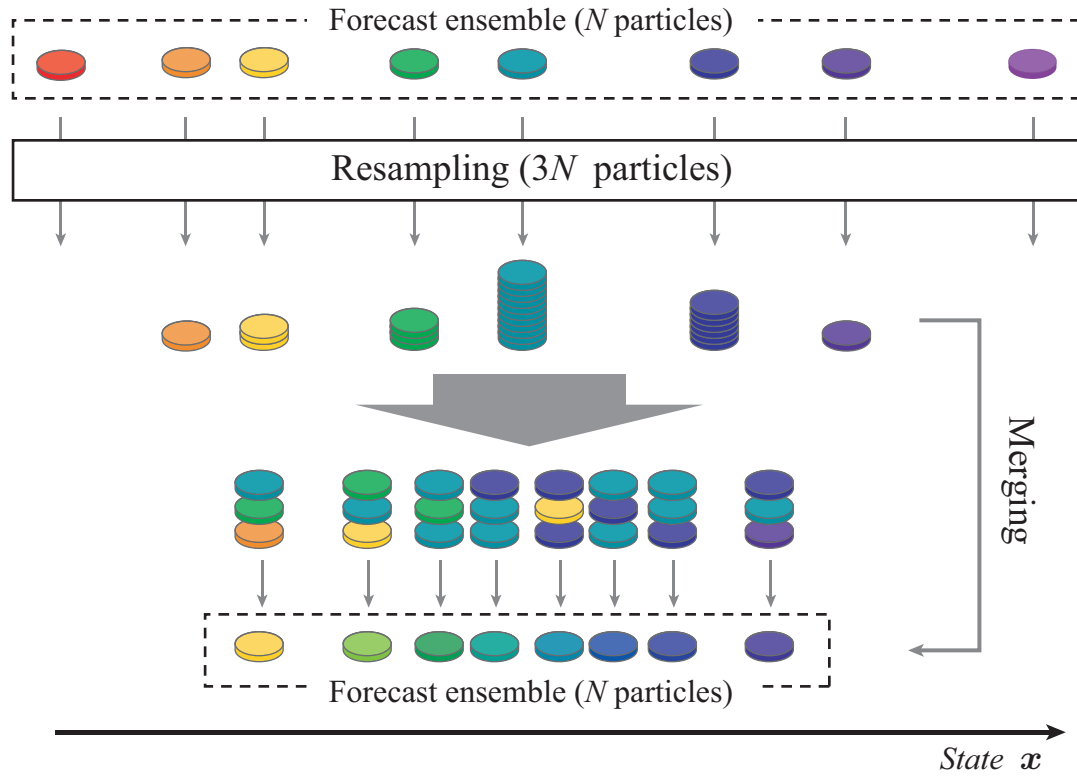 Forecast ensemble (N particles)
Resampling (3N particles)
Merging
Forecast ensemble (N particles)
State x